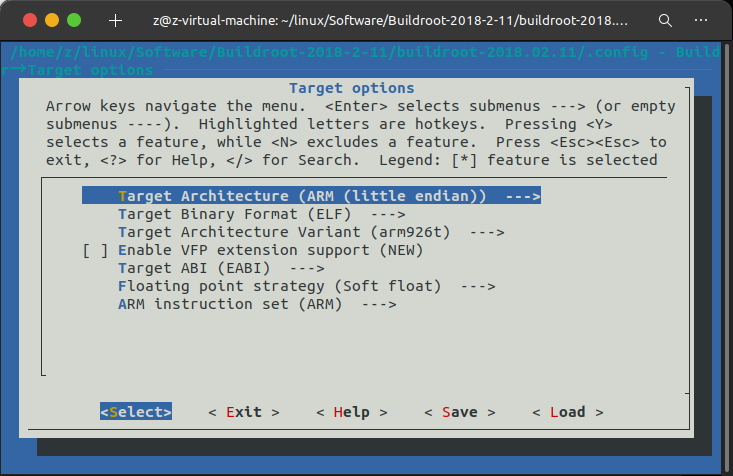 z@z-virtual-machine: ~/linux/Software/Buildroot-2018-2-11/buildroot-2018....
/home/z/linux/Software/Buildroot-2018-2-11/buildroot-2018.02.11/.config - Build
r─→Target options
Target options
Arrow keys navigate the menu.  <Enter> selects submenus ---> (or empty
submenus ----).  Highlighted letters are hotkeys.  Pressing <Y>
selects a feature, while <N> excludes a feature.  Press <Esc><Esc> to
exit, <?> for Help, </> for Search.  Legend: [*] feature is selected
Target Architecture (ARM (little endian))  --->
Target Binary Format (ELF)  --->
Target Architecture Variant (arm926t)  --->
[ ] Enable VFP extension support (NEW)
Target ABI (EABI)  --->
Floating point strategy (Soft float)  --->
ARM instruction set (ARM)  --->
<Select>    < Exit >    < Help >    < Save >    < Load >